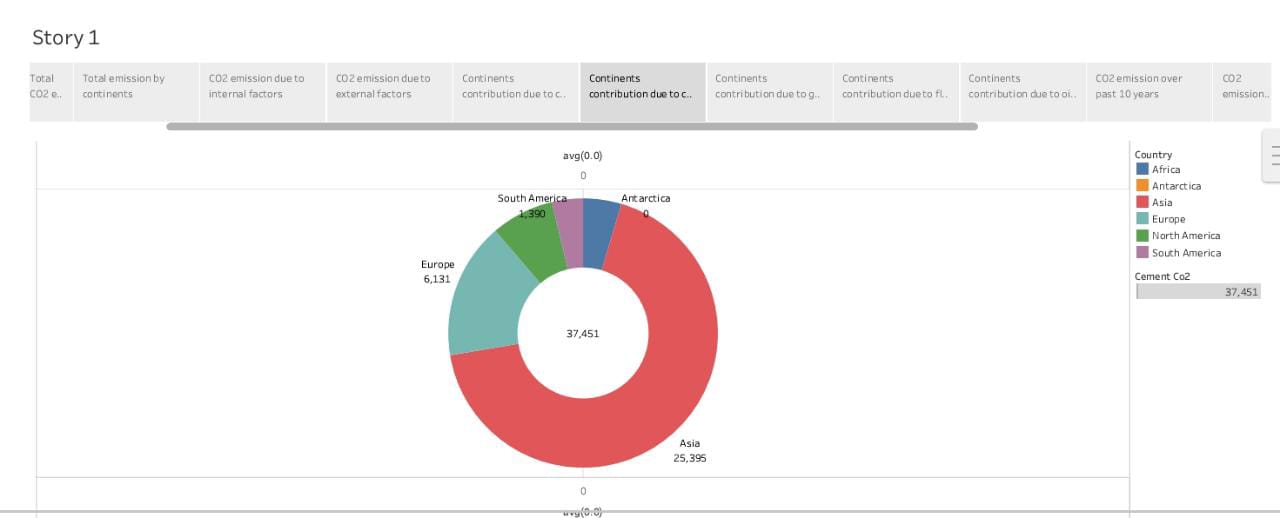 Story 1
Total
CO2 e..
Total emission by
continents
CO2 emission due to
internal factors
CO2 emission due to
external factors
Continents
contribution due to c..
Continents
contribution due to c..
Continents
contribution due to g..
Continents
contribution due to fl..
Continents
contribution due to oi..
CO2 emission over
past 10 years
CO2
emission..
avg(0.0)
0
South America
1,390
Antarctica
0
Europe
6,131
37,451
Asia
25,395
0
avg(0.0)
Country
Africa
Antarctica
Asia
Europe
North America
South America
Cement Co2
37,451